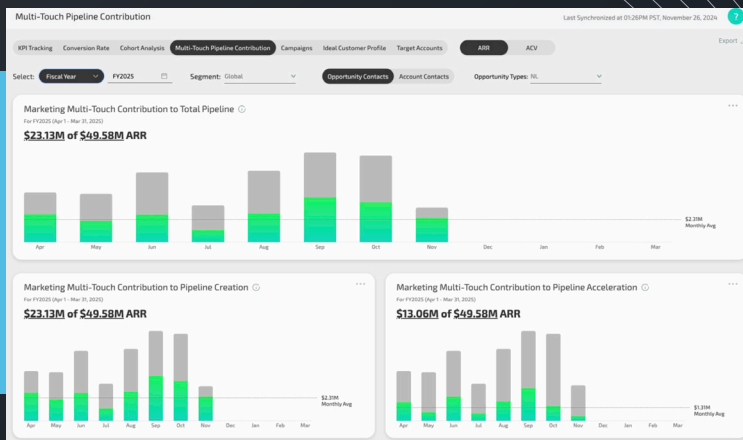 Multi-Touch Pipeline Contribution
Last Synchronized at 01:26PM PST, November 26, 2024
?
Export
KPI Tracking Conversion Rate Cohort Analysis Multi-Touch Pipeline Contribution Campaigns Ideal Customer Profile Target Accounts ARR ACV
Select: Fiscal Year FY2025 Segment: Global Opportunity Contacts Account Contacts Opportunity Types: NL
Marketing Multi-Touch Contribution to Total Pipeline
For FY2025 (Apr 1 - Mar 31, 2025)
$23.13M of $49.58M ARR
$2.31M
Monthly Avg
Apr May Jun Jul Aug Sep Oct Nov Dec Jan Feb Mar
Marketing Multi-Touch Contribution to Pipeline Creation
For FY2025 (Apr 1 - Mar 31, 2025)
$23.13M of $49.58M ARR
$2.31M
Monthly Avg
Apr May Jun Jul Aug Sep Oct Nov Dec Jan Feb Mar
Marketing Multi-Touch Contribution to Pipeline Acceleration
For FY2025 (Apr 1 - Mar 31, 2025)
$13.06M of $49.58M ARR
$1.31M
Monthly Avg
Apr May Jun Jul Aug Sep Oct Nov Dec Jan Feb Mar